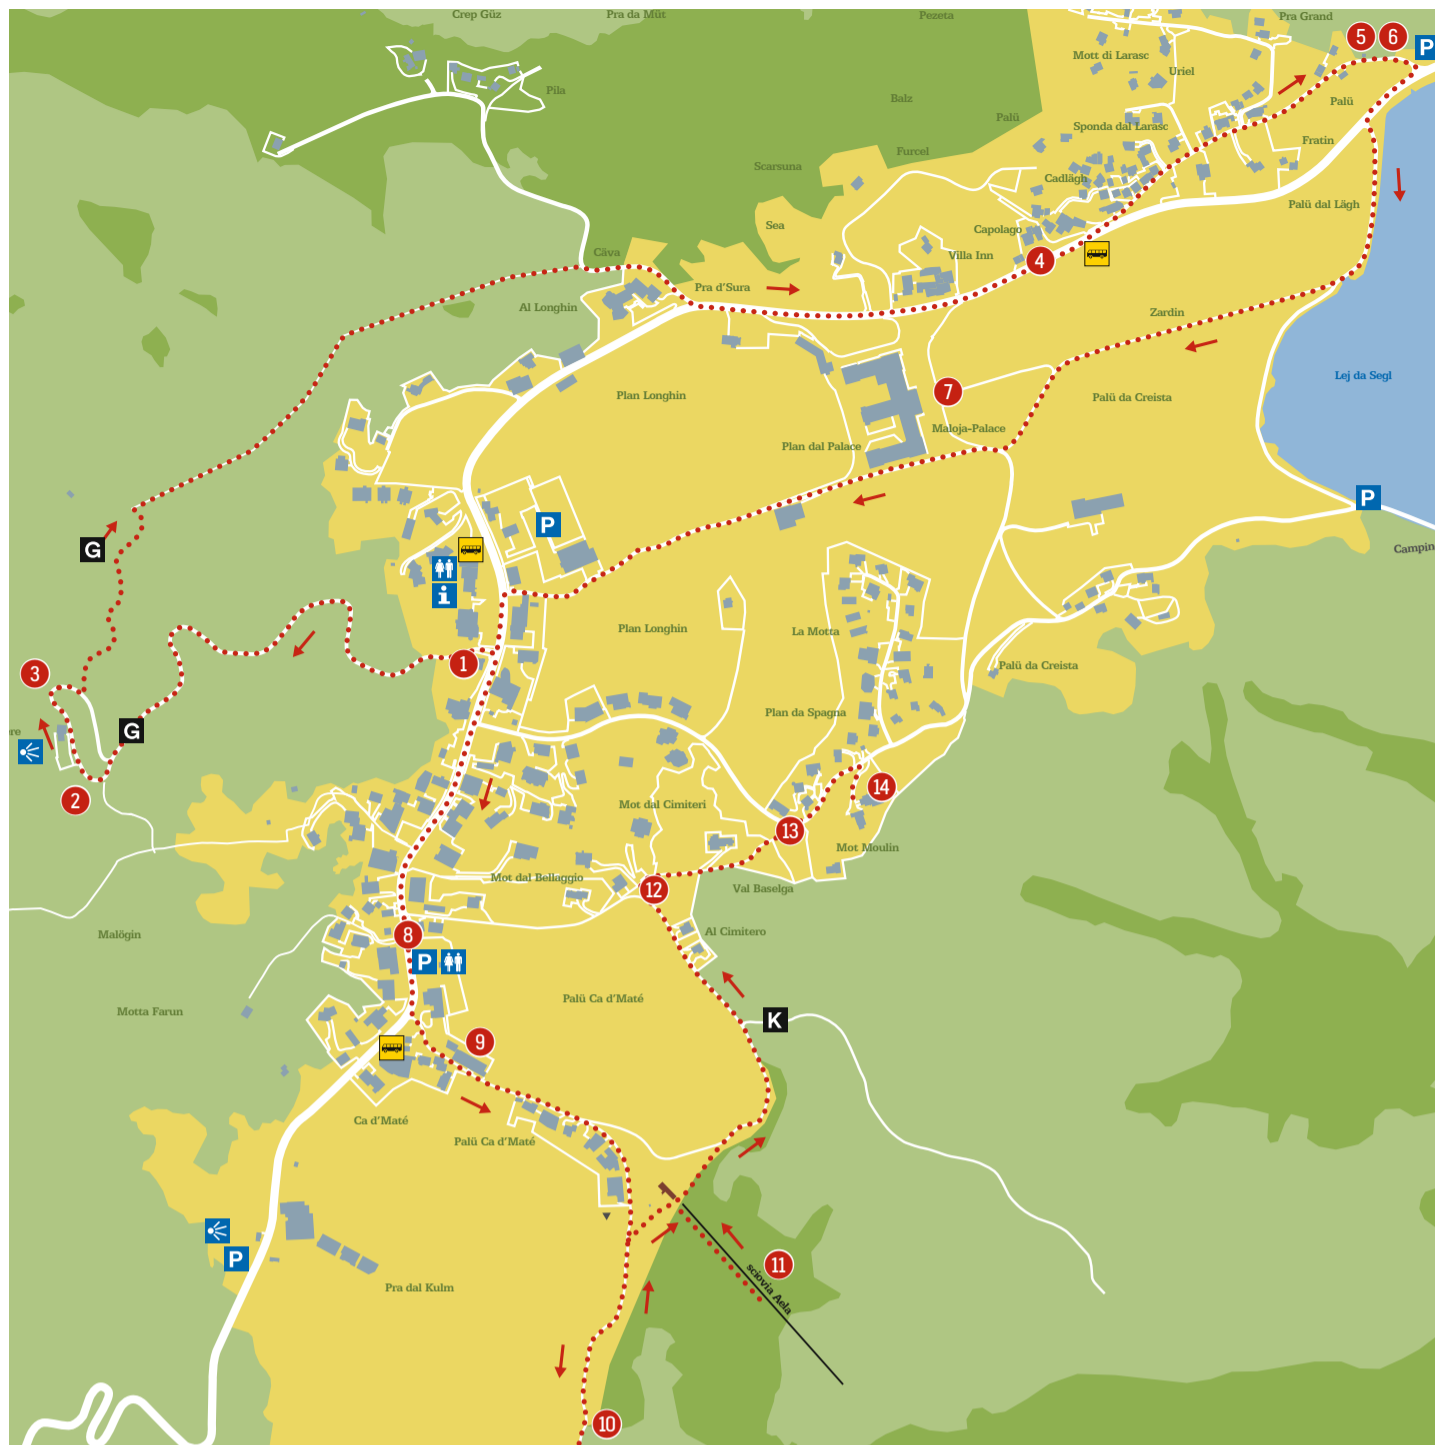 Crep Güz
Pra da Müt
Pezeta
Pra Grand
5
6
P
Mott di Larasc
Uriel
Pila
Balz
Palü
Palü
Sponda dal Larasc
Fratin
Furcel
Scarsuna
Cadlägh
Palü dal Lägh
Sea
Capolago
Cäva
Villa Inn
4
Pra d'Sura
Al Longhin
Zardin
Lej da Segl
7
Plan Longhin
Palü da Creista
Maloja-Palace
Plan dal Palace
P
P
G
Campin
i
Plan Longhin
La Motta
1
Palü da Creista
3
G
re
Plan da Spagna
2
14
Mot dal Cimiteri
13
Mot Moulin
Mot dal Bellaggio
12
Val Baselga
8
Al Cimitero
Malögin
P
Palü Ca d'Maté
Motta Farun
K
9
Ca d'Maté
Palü Ca d'Maté
P
11
sciovia Aela
Pra dal Kulm
10